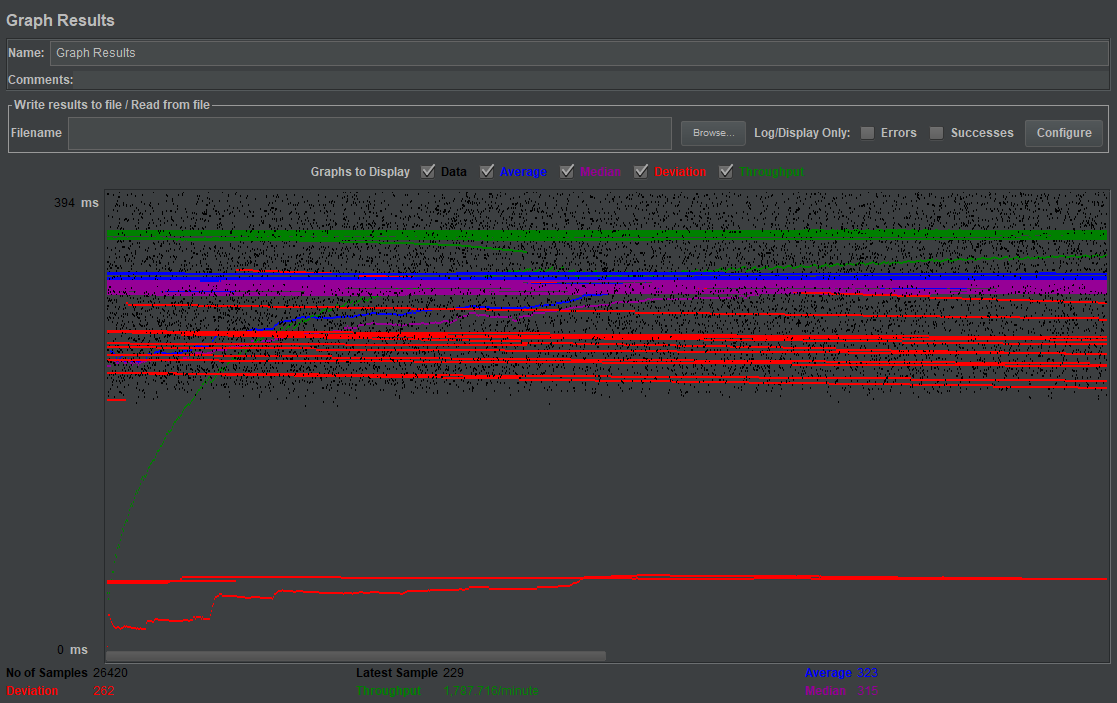 Graph Results
Name: Graph Results
Comments:
Write results to file / Read from file
Filename Browse... Log/Display Only: Errors Successes Configure
Graphs to Display Data Average Median Deviation Throughput
394 ms
0 ms
No of Samples 26420 Latest Sample 229 Average 323
Deviation 262 Throughput 1,787.716/minute Median 315